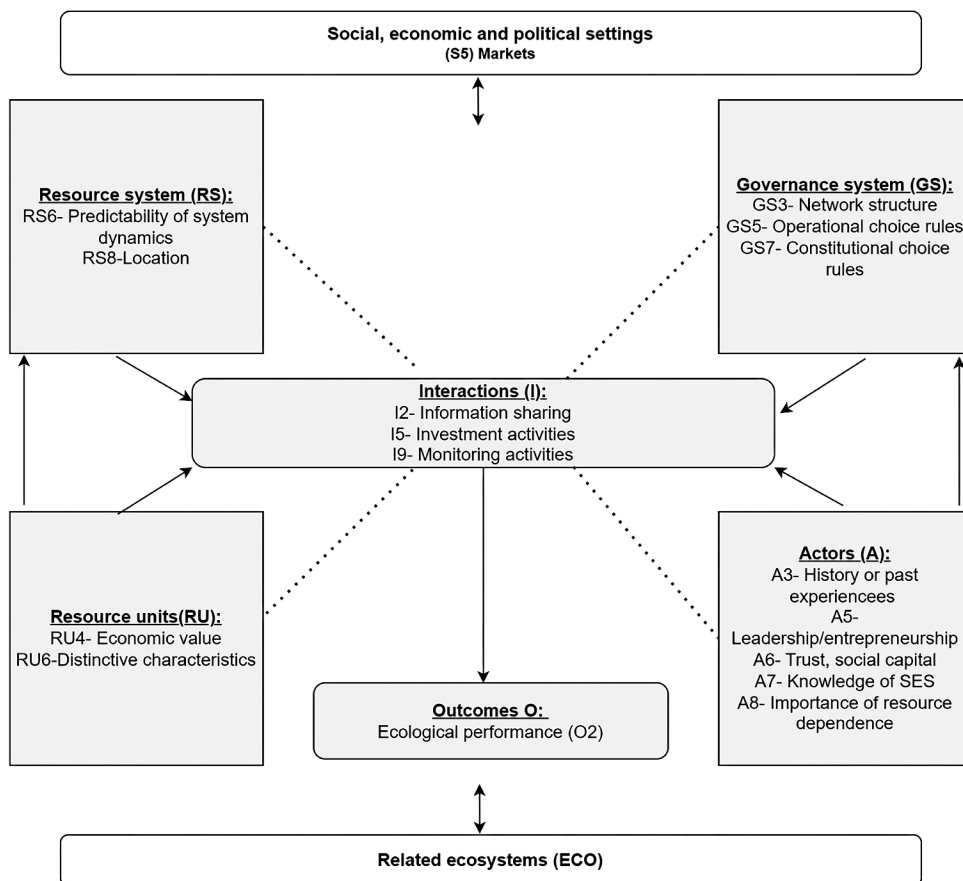 Social, economic and political settings
(S5) Markets
Resource system (RS):
RS6- Predictability of system
dynamics
RS8-Location
Governance system (GS):
GS3- Network structure
GS5- Operational choice rules
GS7- Constitutional choice
rules
Interactions (I):
I2- Information sharing
I5- Investment activities
I9- Monitoring activities
Resource units(RU):
RU4- Economic value
RU6-Distinctive characteristics
Actors (A):
A3- History or past
experiencees
A5-
Leadership/entrepreneurship
A6- Trust, social capital
A7- Knowledge of SES
A8- Importance of resource
dependence
Outcomes O:
Ecological performance (O2)
Related ecosystems (ECO)